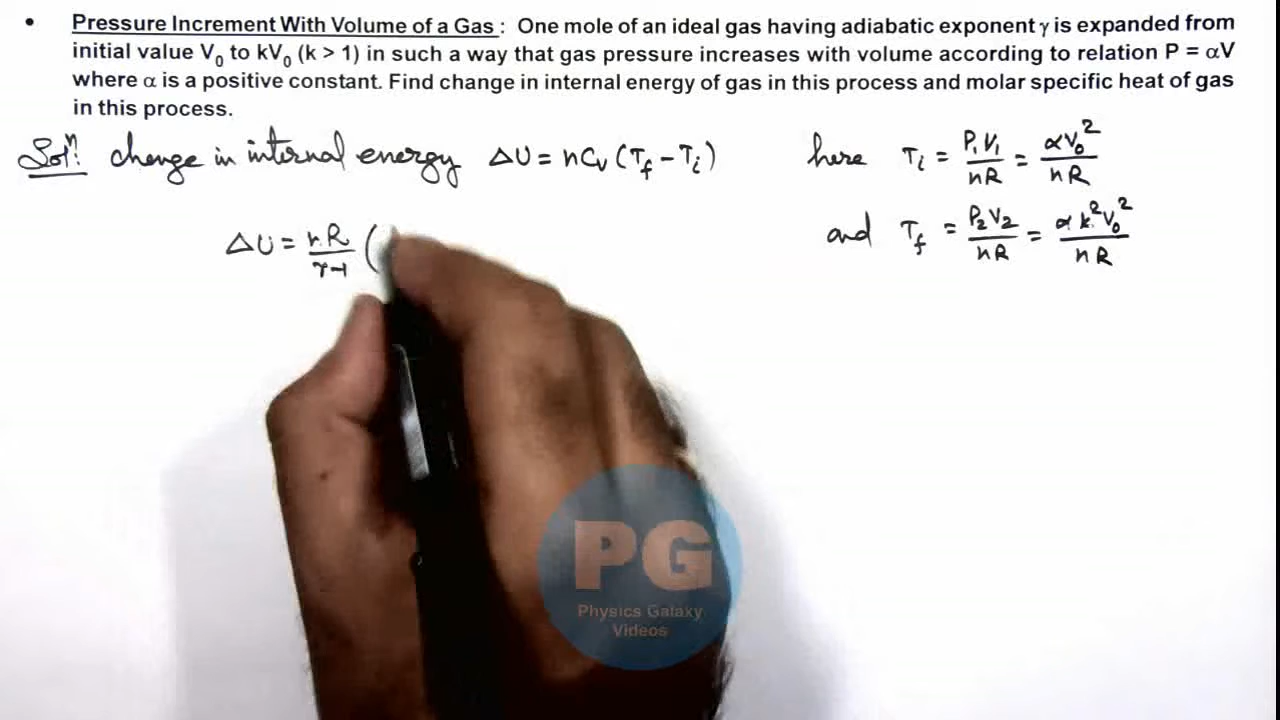 • Pressure Increment With Volume of a Gas : One mole of an ideal gas having adiabatic exponent γ is expanded from
initial value V₀ to kV₀ (k > 1) in such a way that gas pressure increases with volume according to relation P = αV
where α is a positive constant. Find change in internal energy of gas in this process and molar specific heat of gas
in this process.
Solⁿ: change in internal energy ΔU = nCv (T_f − T_i) here T_i = P₁V₁/nR = αV₀²/nR
ΔU = nR/γ−1 ( and T_f = P₂V₂/nR = αk²V₀²/nR
PG
Physics Galaxy
Videos